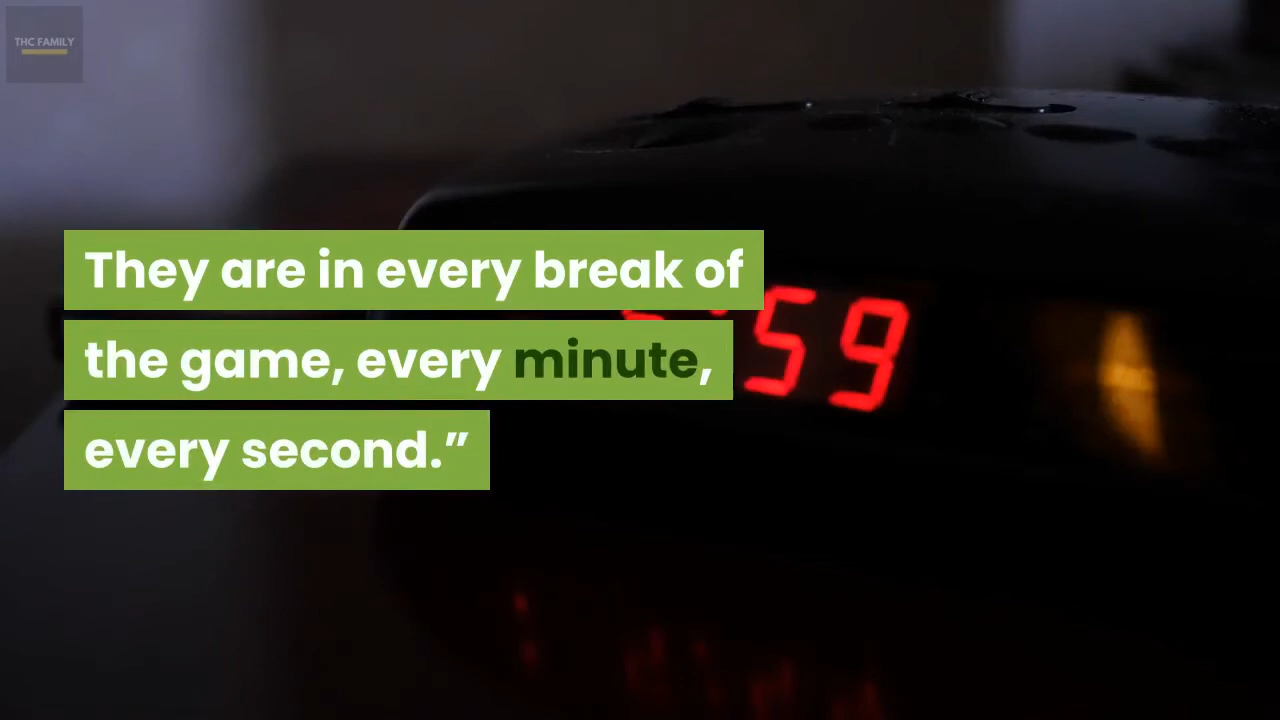 THC FAMILY
They are in every break of
the game, every minute,
every second.”
59